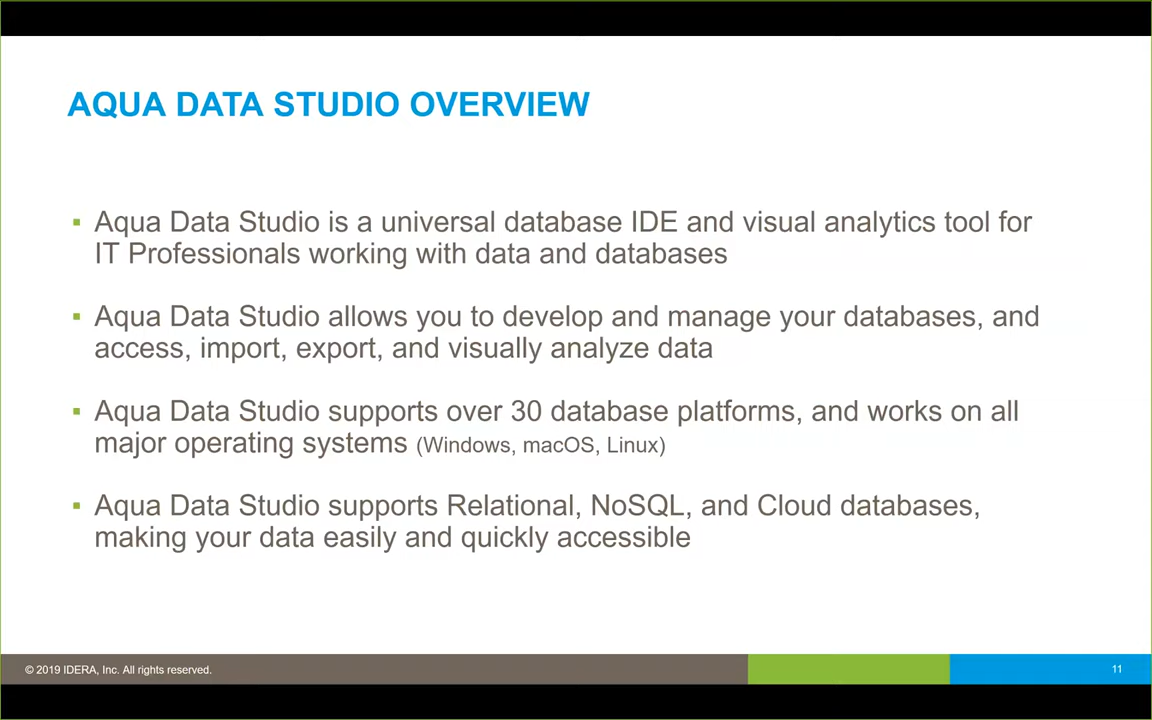 AQUA DATA STUDIO OVERVIEW
▪ Aqua Data Studio is a universal database IDE and visual analytics tool for
IT Professionals working with data and databases
▪ Aqua Data Studio allows you to develop and manage your databases, and
access, import, export, and visually analyze data
▪ Aqua Data Studio supports over 30 database platforms, and works on all
major operating systems (Windows, macOS, Linux)
▪ Aqua Data Studio supports Relational, NoSQL, and Cloud databases,
making your data easily and quickly accessible
© 2019 IDERA, Inc. All rights reserved.
11